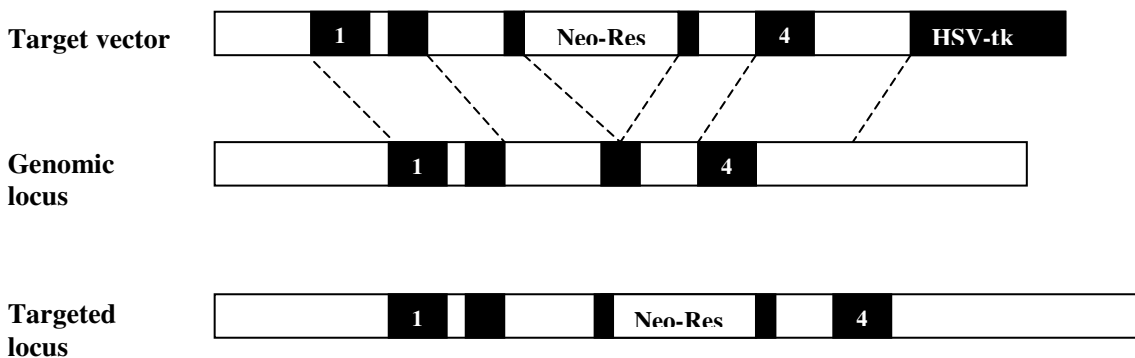 Target vector 1 Neo-Res 4 HSV-tk
Genomic
locus
1 4
Targeted
locus
1 Neo-Res 4